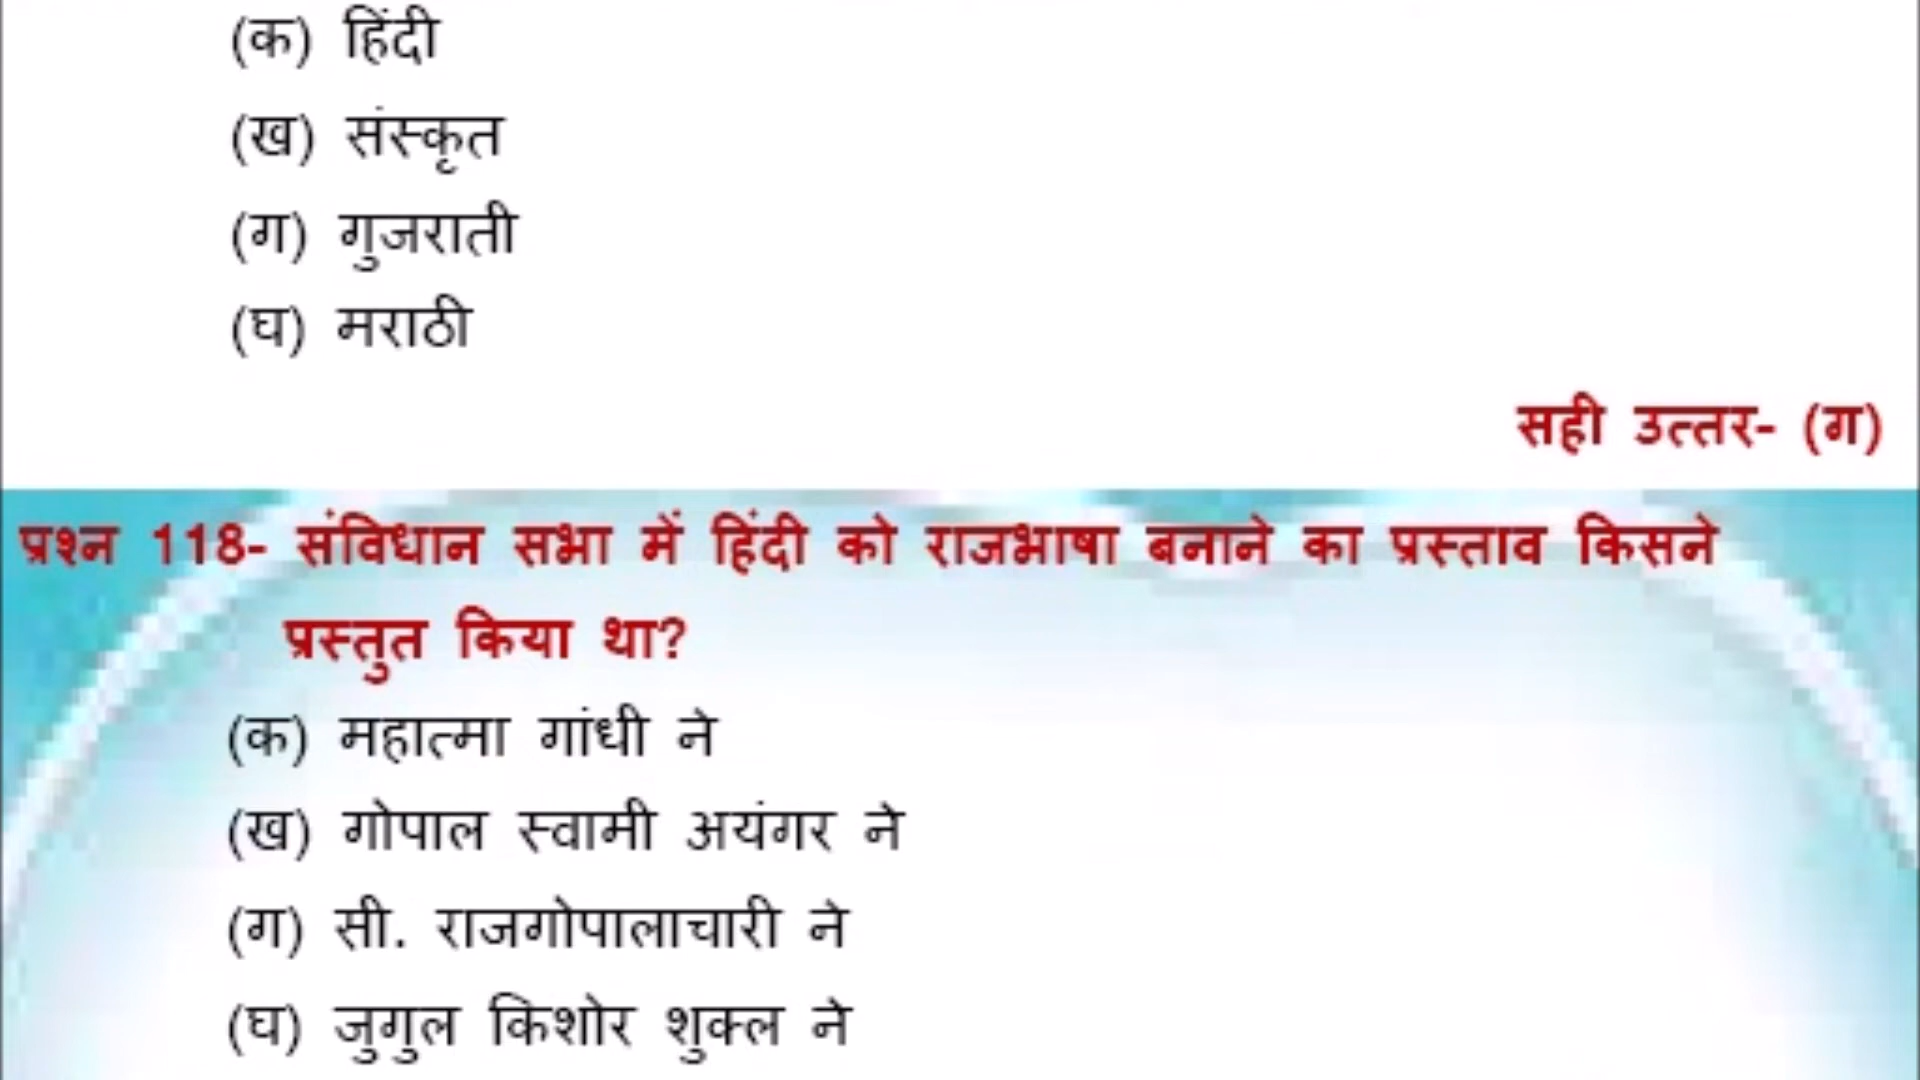 (क) हिंदी
(ख) संस्कृत
(ग) गुजराती
(घ) मराठी
सही उत्तर- (ग)
प्रश्न 118- संविधान सभा में हिंदी को राजभाषा बनाने का प्रस्ताव किसने
प्रस्तुत किया था?
(क) महात्मा गांधी ने
(ख) गोपाल स्वामी अयंगर ने
(ग) सी. राजगोपालाचारी ने
(घ) जुगुल किशोर शुक्ल ने